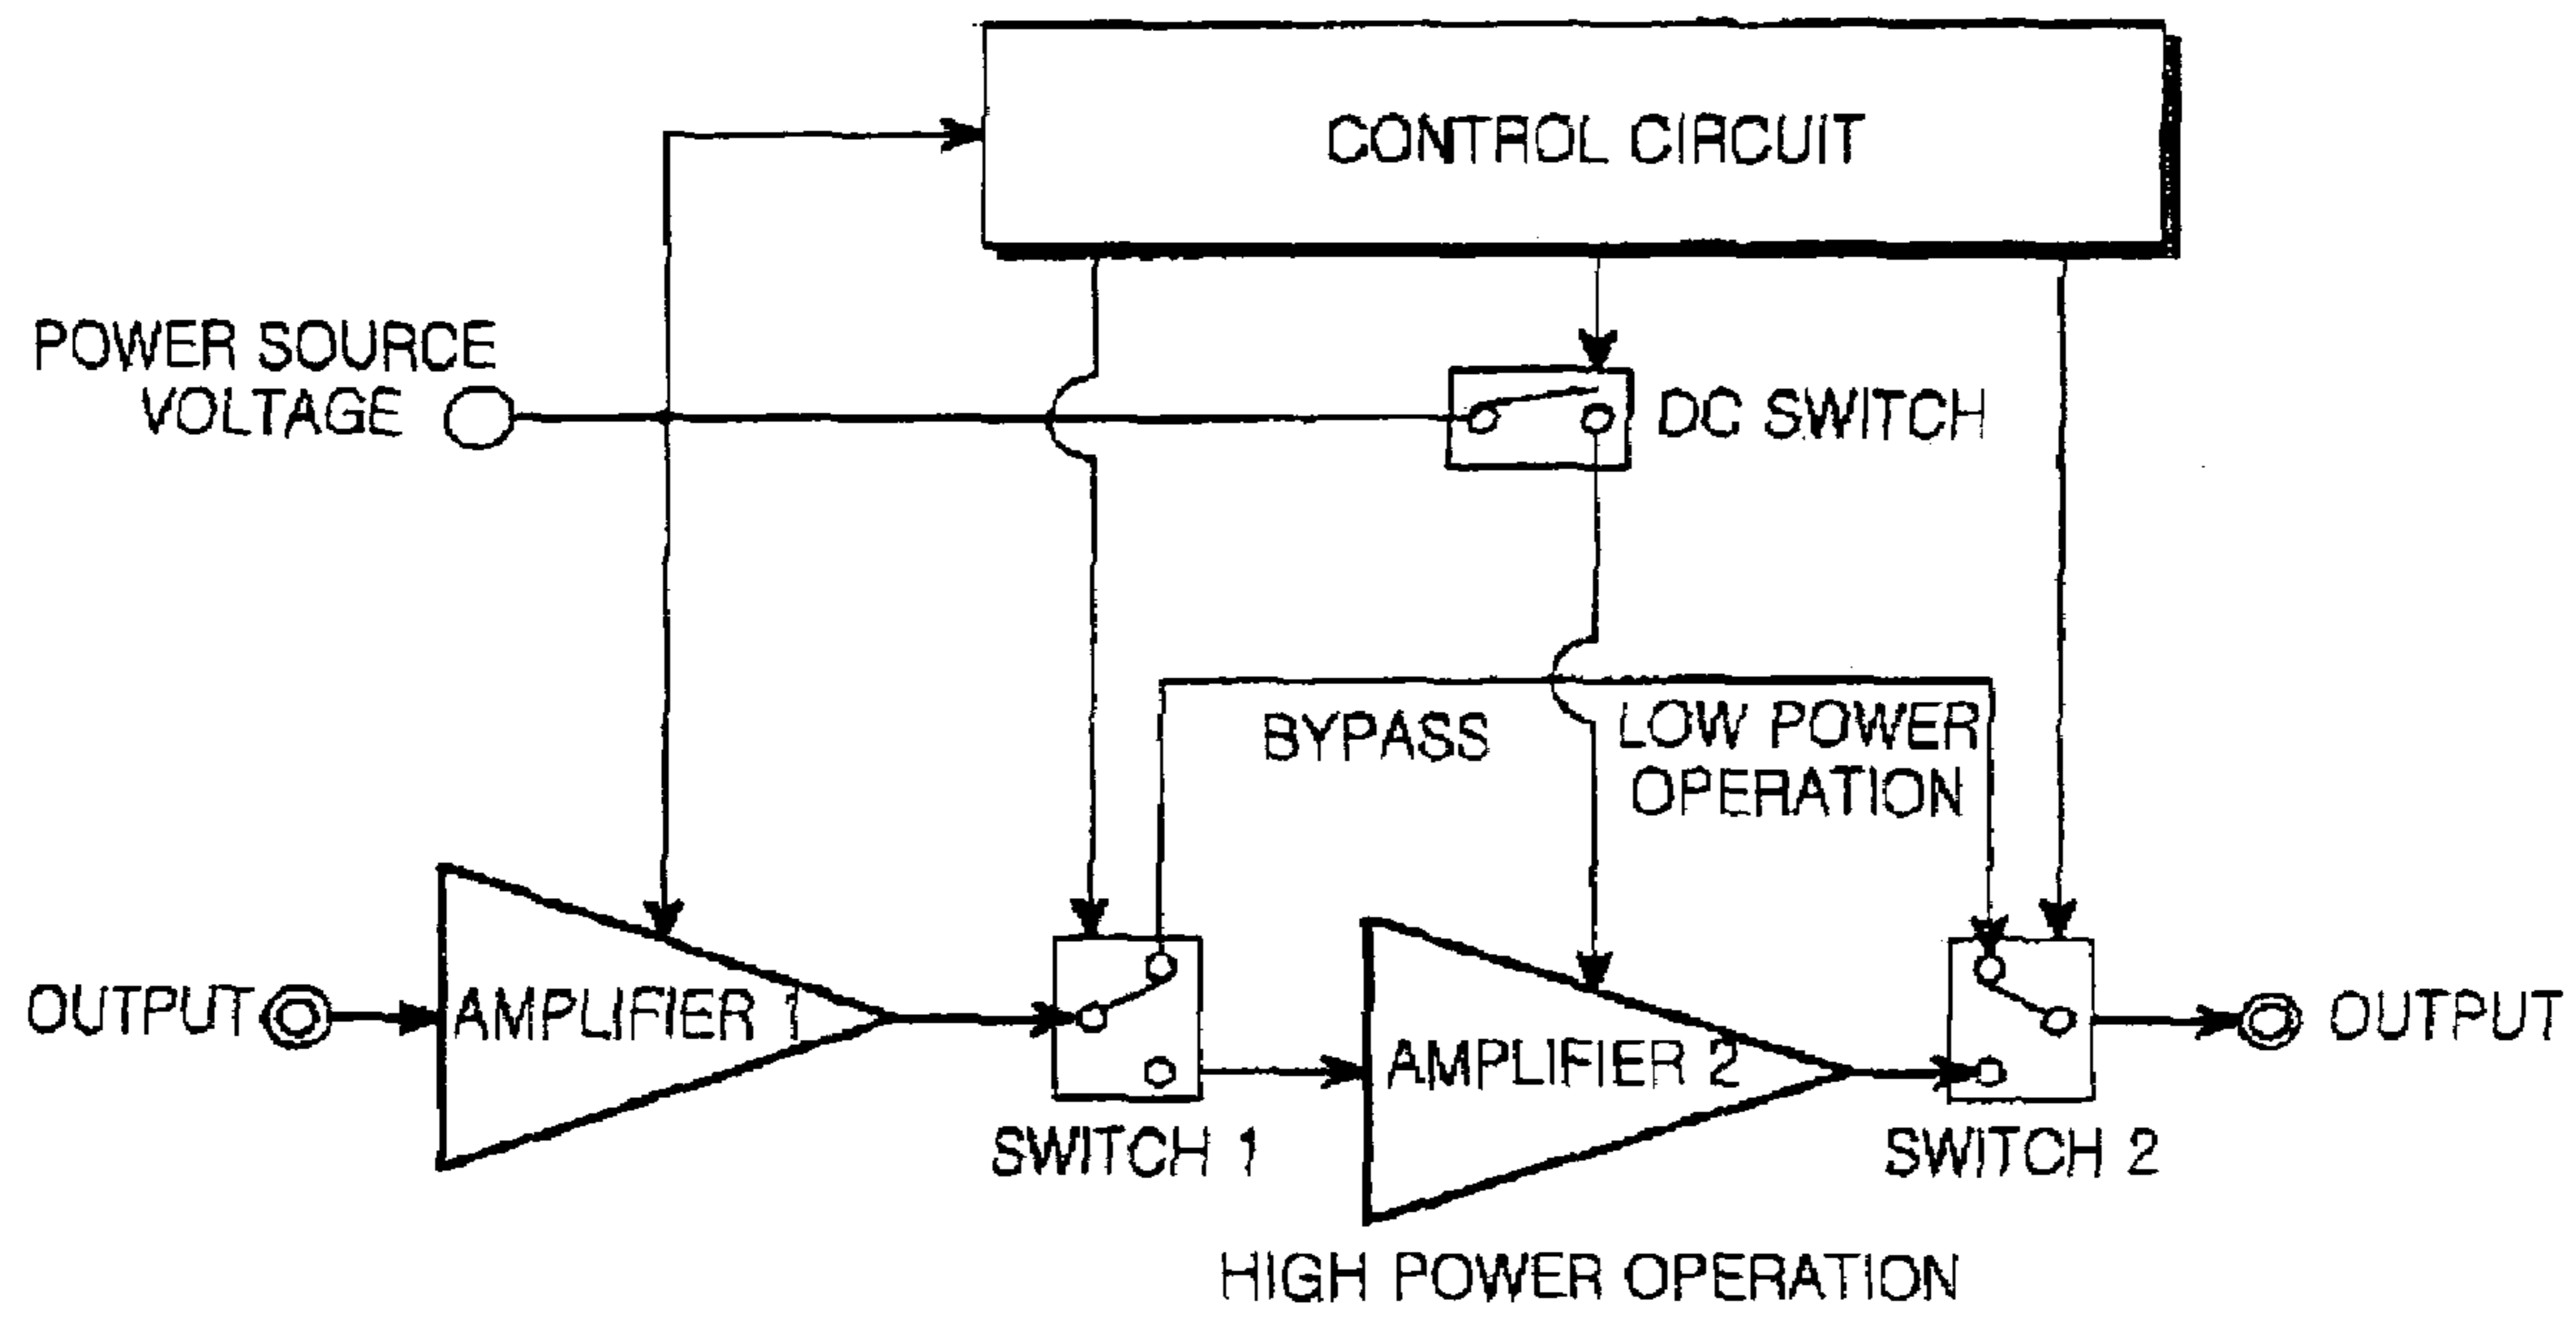 CONTROL CIRCUIT
POWER SOURCE
VOLTAGE
DC SWITCH
BYPASS
LOW POWER
OPERATION
OUTPUT
AMPLIFIER 1
AMPLIFIER 2
OUTPUT
SWITCH 1
SWITCH 2
HIGH POWER OPERATION